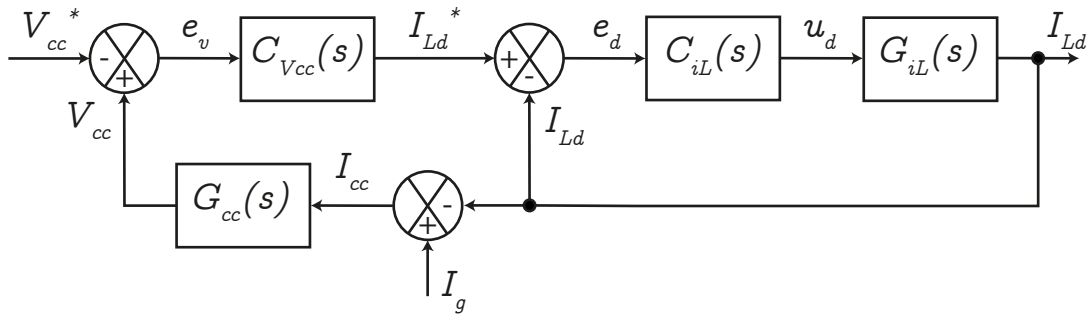 V_cc^* e_v C_Vcc(s) I_Ld^* e_d C_iL(s) u_d G_iL(s) I_Ld
- + + -
V_cc I_Ld
G_cc(s) I_cc - +
I_g